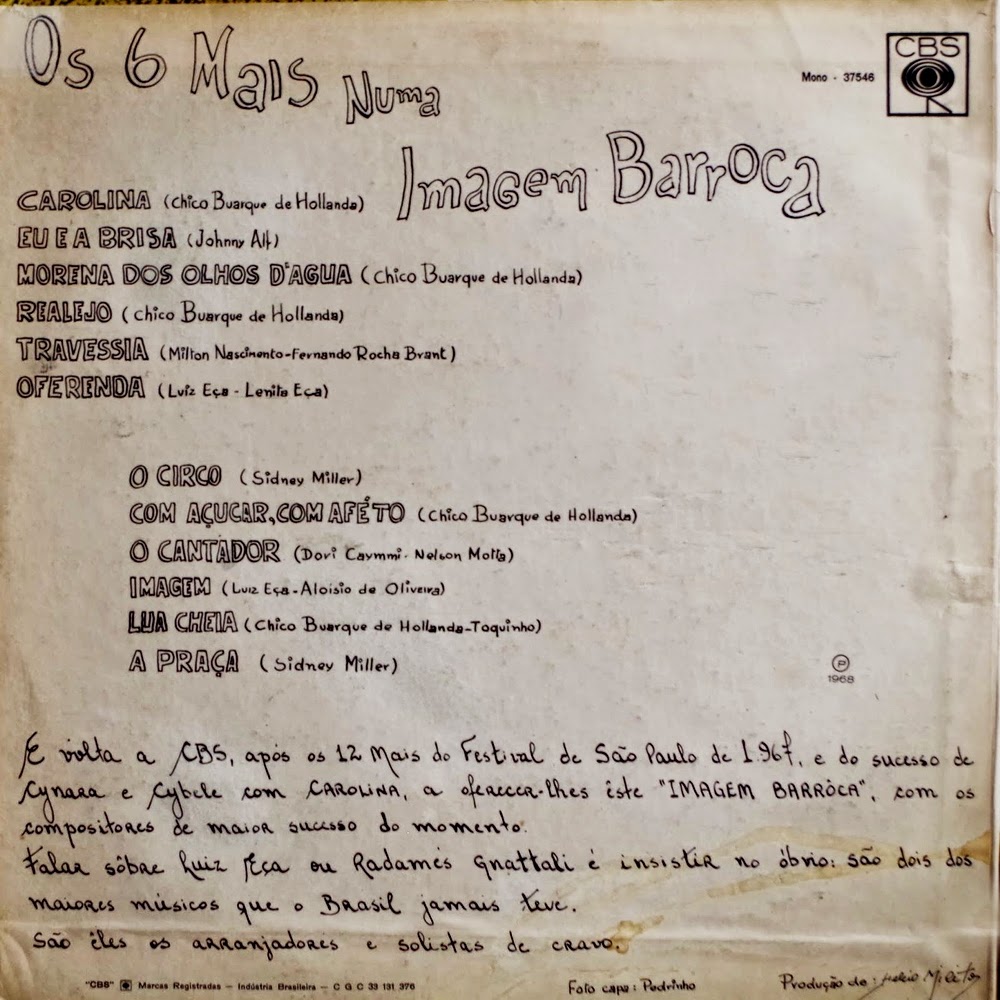 Os 6 Mais Numa
Imagem Barroca
Mono - 37546
CBS
CAROLINA (Chico Buarque de Hollanda)
EU E A BRISA (Johnny Alf)
MORENA DOS OLHOS D'AGUA (Chico Buarque de Hollanda)
REALEJO (Chico Buarque de Hollanda)
TRAVESSIA (Milton Nascimento-Fernando Rocha Brant)
OFERENDA (Luiz Eça - Lenita Eça)
O CIRCO (Sidney Miller)
COM AÇUCAR, COM AFÉTO (Chico Buarque de Hollanda)
O CANTADOR (Dori Caymmi - Nelson Motta)
IMAGEM (Luiz Eça - Aloisio de Oliveira)
LUA CHEIA (Chico Buarque de Hollanda-Toquinho)
A PRAÇA (Sidney Miller)
℗
1968
E volta a CBS, após os 12 Mais do Festival de São Paulo de 1.967, e do sucesso de
Cynara e Cybele com CAROLINA, a oferecer-lhes êste "IMAGEM BARRÒCA", com os
compositores de maior sucesso do momento.
Falar sôbre Luiz Eça ou Radamés Gnattali é insistir no óbvio: são dois dos
maiores músicos que o Brasil jamais teve.
São êles os arranjadores e solistas de cravo.
"CBS" Marcas Registradas - Indústria Brasileira - C G C 33 131 376
Foto capa: Pedrinho
Produção de: Helcio Milito